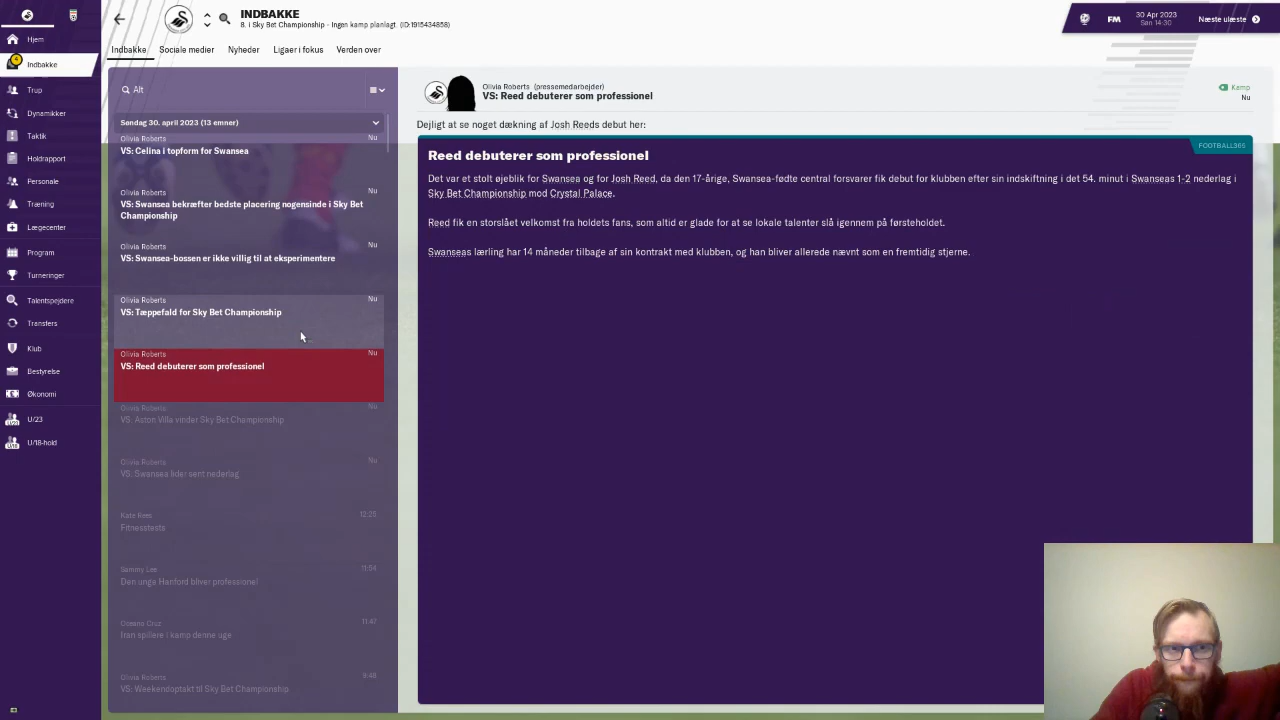 INDBAKKE
8. i Sky Bet Championship - Ingen kamp planlagt. (ID:1915434858)
FM
30 Apr 2023
Søn 14:30
Næste ulæste
Indbakke
Sociale medier
Nyheder
Ligaer i fokus
Verden over
Hjem
Indbakke
Trup
Dynamikker
Taktik
Holdrapport
Personale
Træning
Lægecenter
Program
Turneringer
Talentspejdere
Transfers
Klub
Bestyrelse
Økonomi
U/23
U/18-hold
Alt
Søndag 30. april 2023 (13 emner)
Olivia Roberts
Nu
VS: Celina i topform for Swansea
Olivia Roberts
Nu
VS: Swansea bekræfter bedste placering nogensinde i Sky Bet
Championship
Olivia Roberts
Nu
VS: Swansea-bossen er ikke villig til at eksperimentere
Olivia Roberts
Nu
VS: Tæppefald for Sky Bet Championship
Olivia Roberts
Nu
VS: Reed debuterer som professionel
Olivia Roberts
Nu
VS: Aston Villa vinder Sky Bet Championship
Olivia Roberts
Nu
VS: Swansea lider sent nederlag
Kate Rees
12:25
Fitnesstests
Sammy Lee
11:54
Den unge Hanford bliver professionel
Oceano Cruz
11:47
Iran spillere i kamp denne uge
Olivia Roberts
9:48
VS: Weekendoptakt til Sky Bet Championship
Olivia Roberts (pressemedarbejder)
VS: Reed debuterer som professionel
Kamp
Nu
Dejligt at se noget dækning af Josh Reeds debut her:
FOOTBALL365
Reed debuterer som professionel
Det var et stolt øjeblik for Swansea og for Josh Reed, da den 17-årige, Swansea-fødte central forsvarer fik debut for klubben efter sin indskiftning i det 54. minut i Swanseas 1-2 nederlag i
Sky Bet Championship mod Crystal Palace.
Reed fik en storslået velkomst fra holdets fans, som altid er glade for at se lokale talenter slå igennem på førsteholdet.
Swanseas lærling har 14 måneder tilbage af sin kontrakt med klubben, og han bliver allerede nævnt som en fremtidig stjerne.